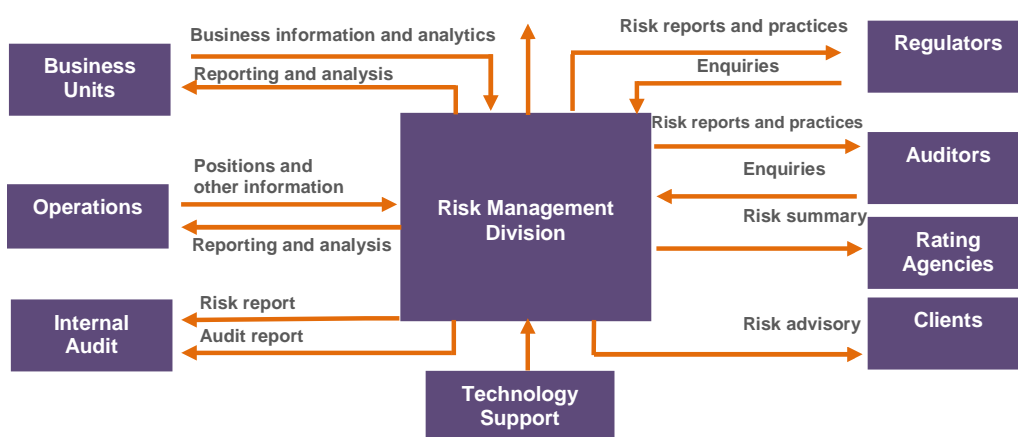 Business information and analytics
Reporting and analysis
Business
Units
Risk reports and practices
Enquiries
Regulators
Risk reports and practices
Enquiries
Auditors
Positions and
other information
Operations
Reporting and analysis
Risk Management
Division
Risk summary
Rating
Agencies
Risk report
Audit report
Internal
Audit
Risk advisory
Clients
Technology
Support